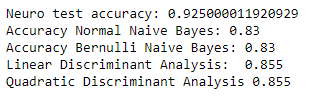 Neuro test accuracy: 0.925000011920929
Accuracy Normal Naive Bayes: 0.83
Accuracy Bernulli Naive Bayes: 0.83
Linear Discriminant Analysis:  0.855
Quadratic Discriminant Analysis 0.855